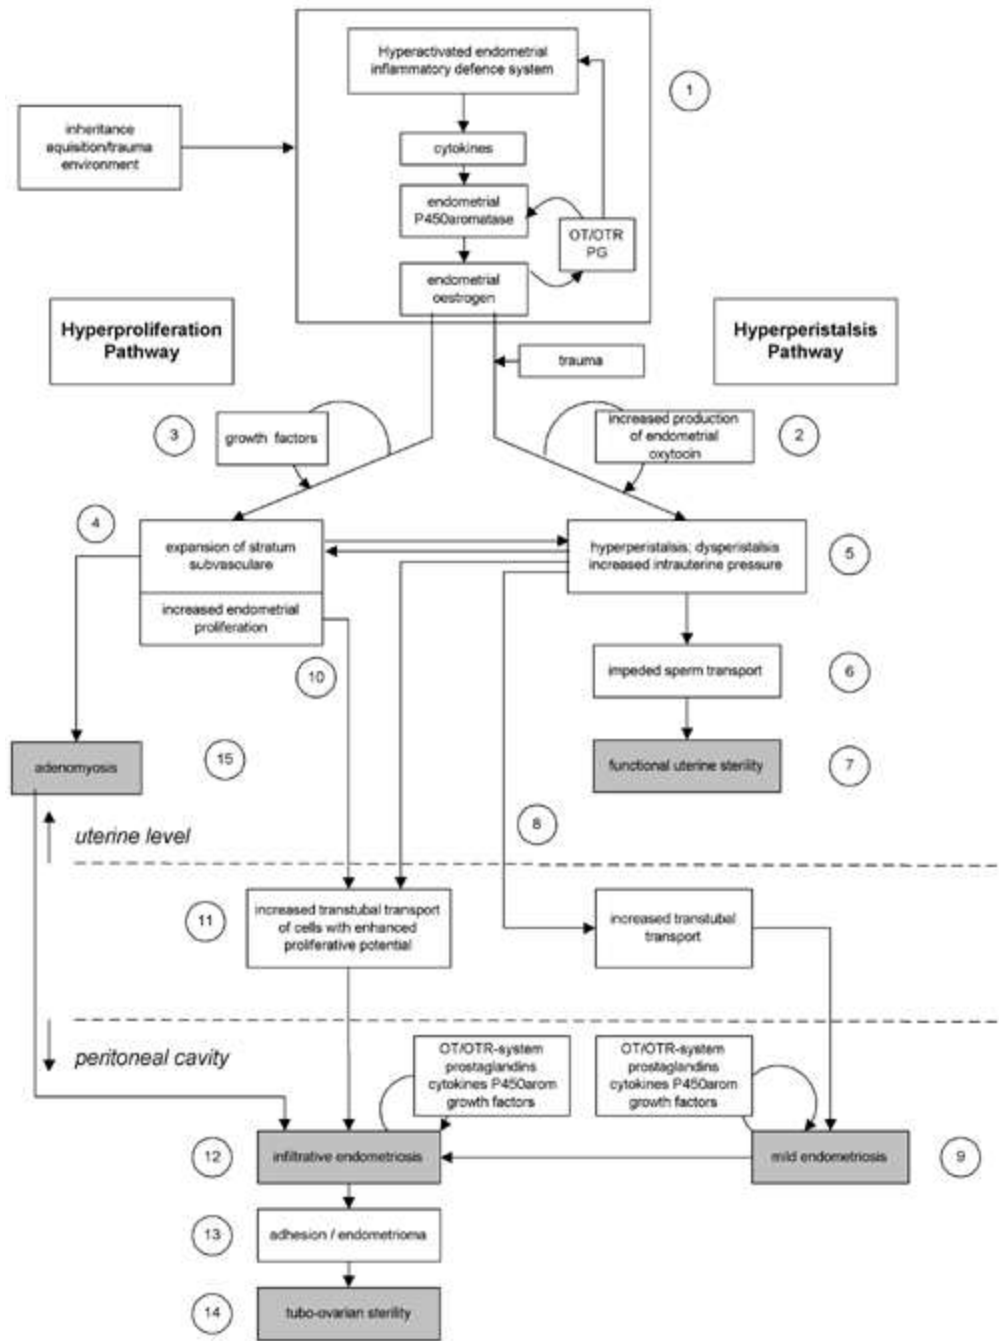 Hyperactivated endometrial
inflammatory defence system
1
inheritance
aquisition/trauma
environment
cytokines
endometrial
P450aromatase
OT/OTR
PG
endometrial
oestrogen
Hyperproliferation
Pathway
Hyperperistalsis
Pathway
trauma
3
growth factors
increased production
of endometrial
oxytocin
2
4
expansion of stratum
subvasculare
hyperperistalsis; dysperistalsis
increased intrauterine pressure
5
increased endometrial
proliferation
10
impeded sperm transport
6
adenomyosis
15
functional uterine sterility
7
8
uterine level
11
increased transtubal transport
of cells with enhanced
proliferative potential
increased transtubal
transport
peritoneal cavity
OT/OTR-system
prostaglandins
cytokines P450arom
growth factors
OT/OTR-system
prostaglandins
cytokines P450arom
growth factors
12
infiltrative endometriosis
mild endometriosis
9
13
adhesion / endometrioma
14
tubo-ovarian sterility